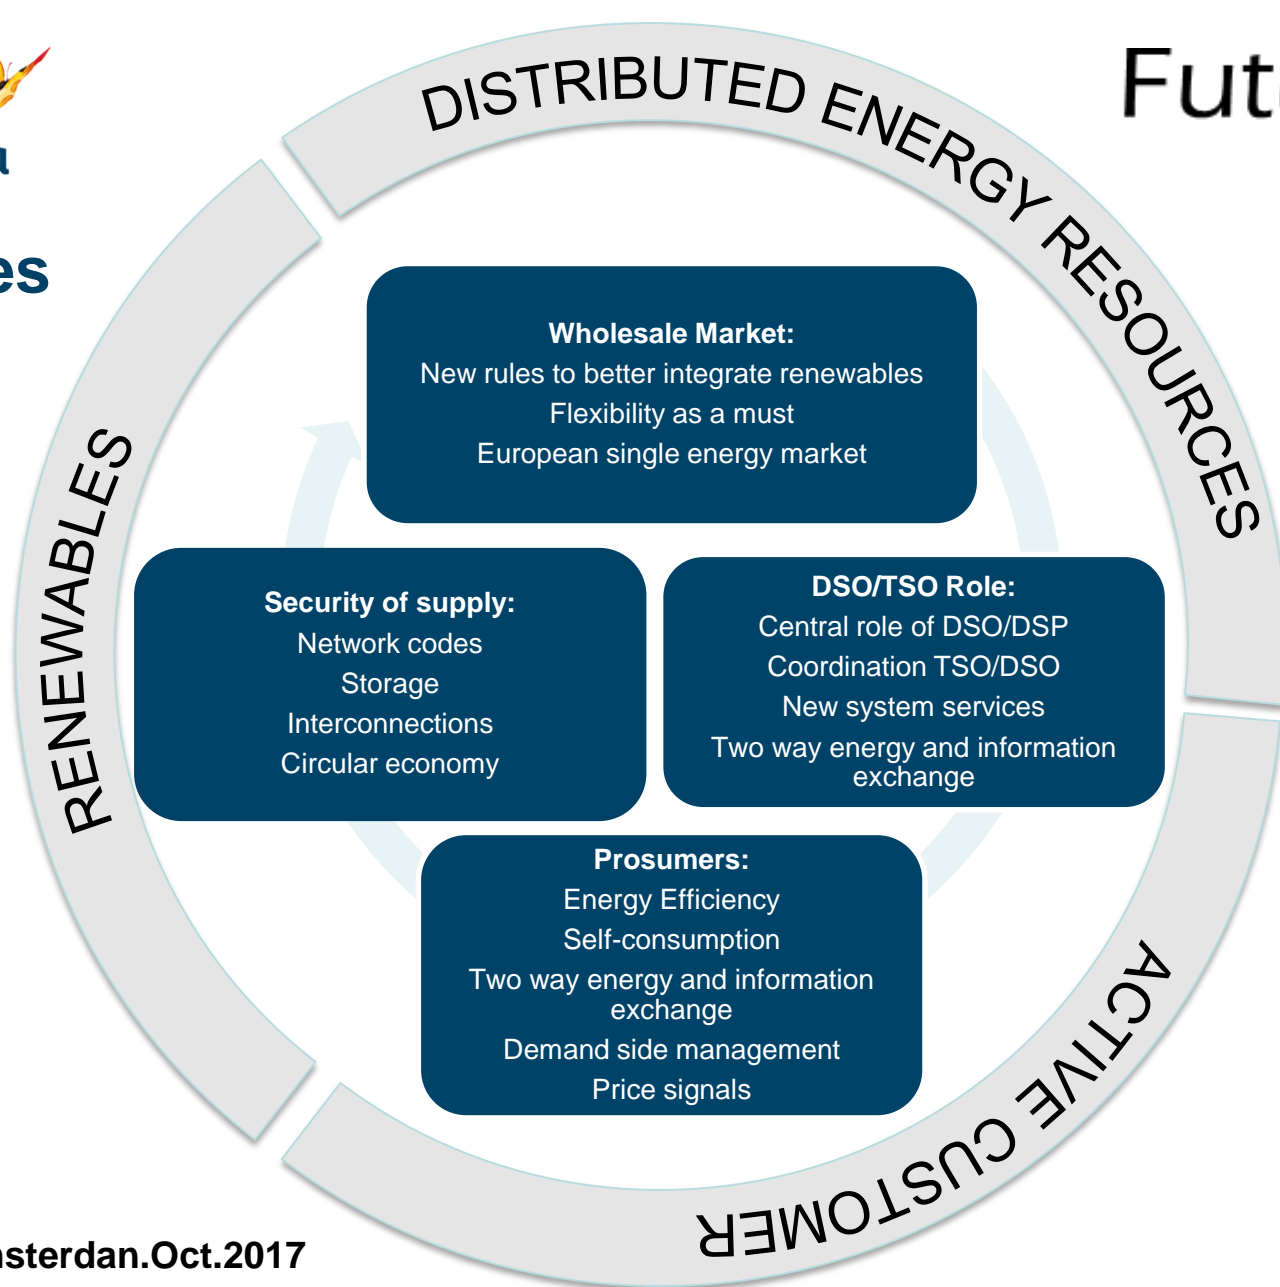 DISTRIBUTED ENERGY RESOURCES
Wholesale Market:
New rules to better integrate renewables
Flexibility as a must
European single energy market
RENEWABLES
Security of supply:
Network codes
Storage
Interconnections
Circular economy
DSO/TSO Role:
Central role of DSO/DSP
Coordination TSO/DSO
New system services
Two way energy and information
exchange
Prosumers:
Energy Efficiency
Self-consumption
Two way energy and information
exchange
Demand side management
Price signals
ACTIVE CUSTOMER
sterdan.Oct.2017